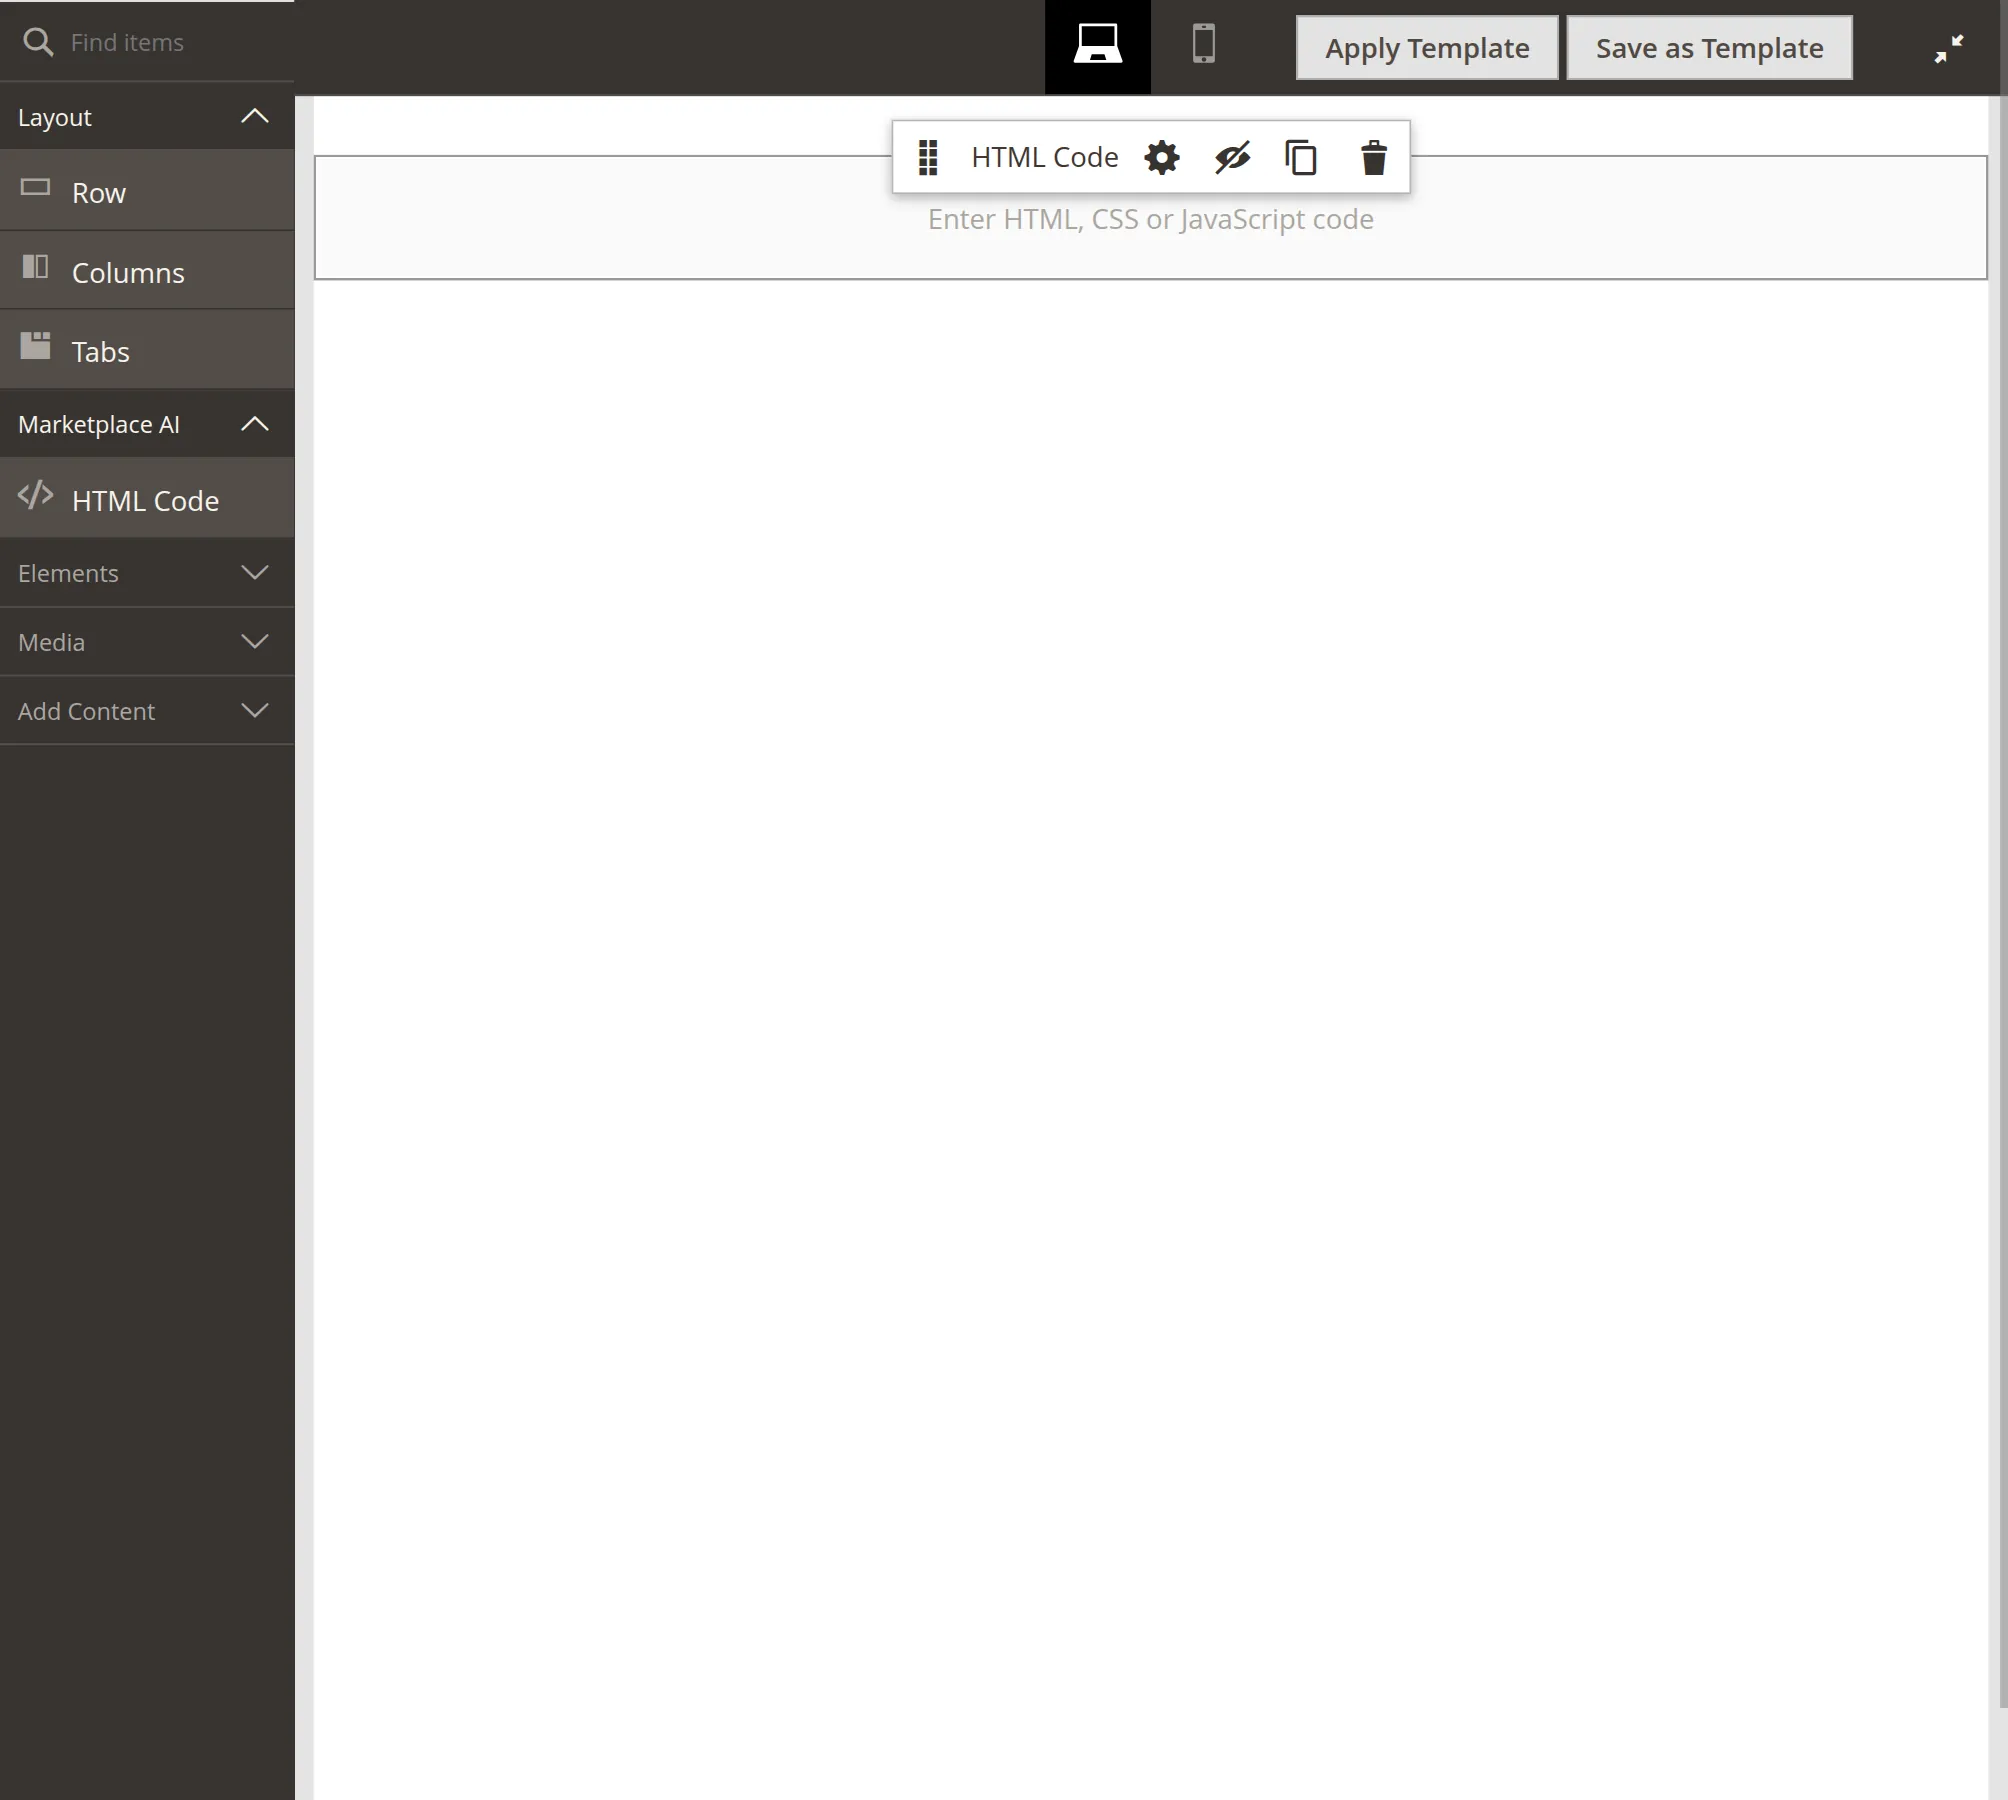 Find items
Apply Template
Save as Template
Layout
Row
Columns
Tabs
Marketplace AI
HTML Code
Elements
Media
Add Content
HTML Code
Enter HTML, CSS or JavaScript code